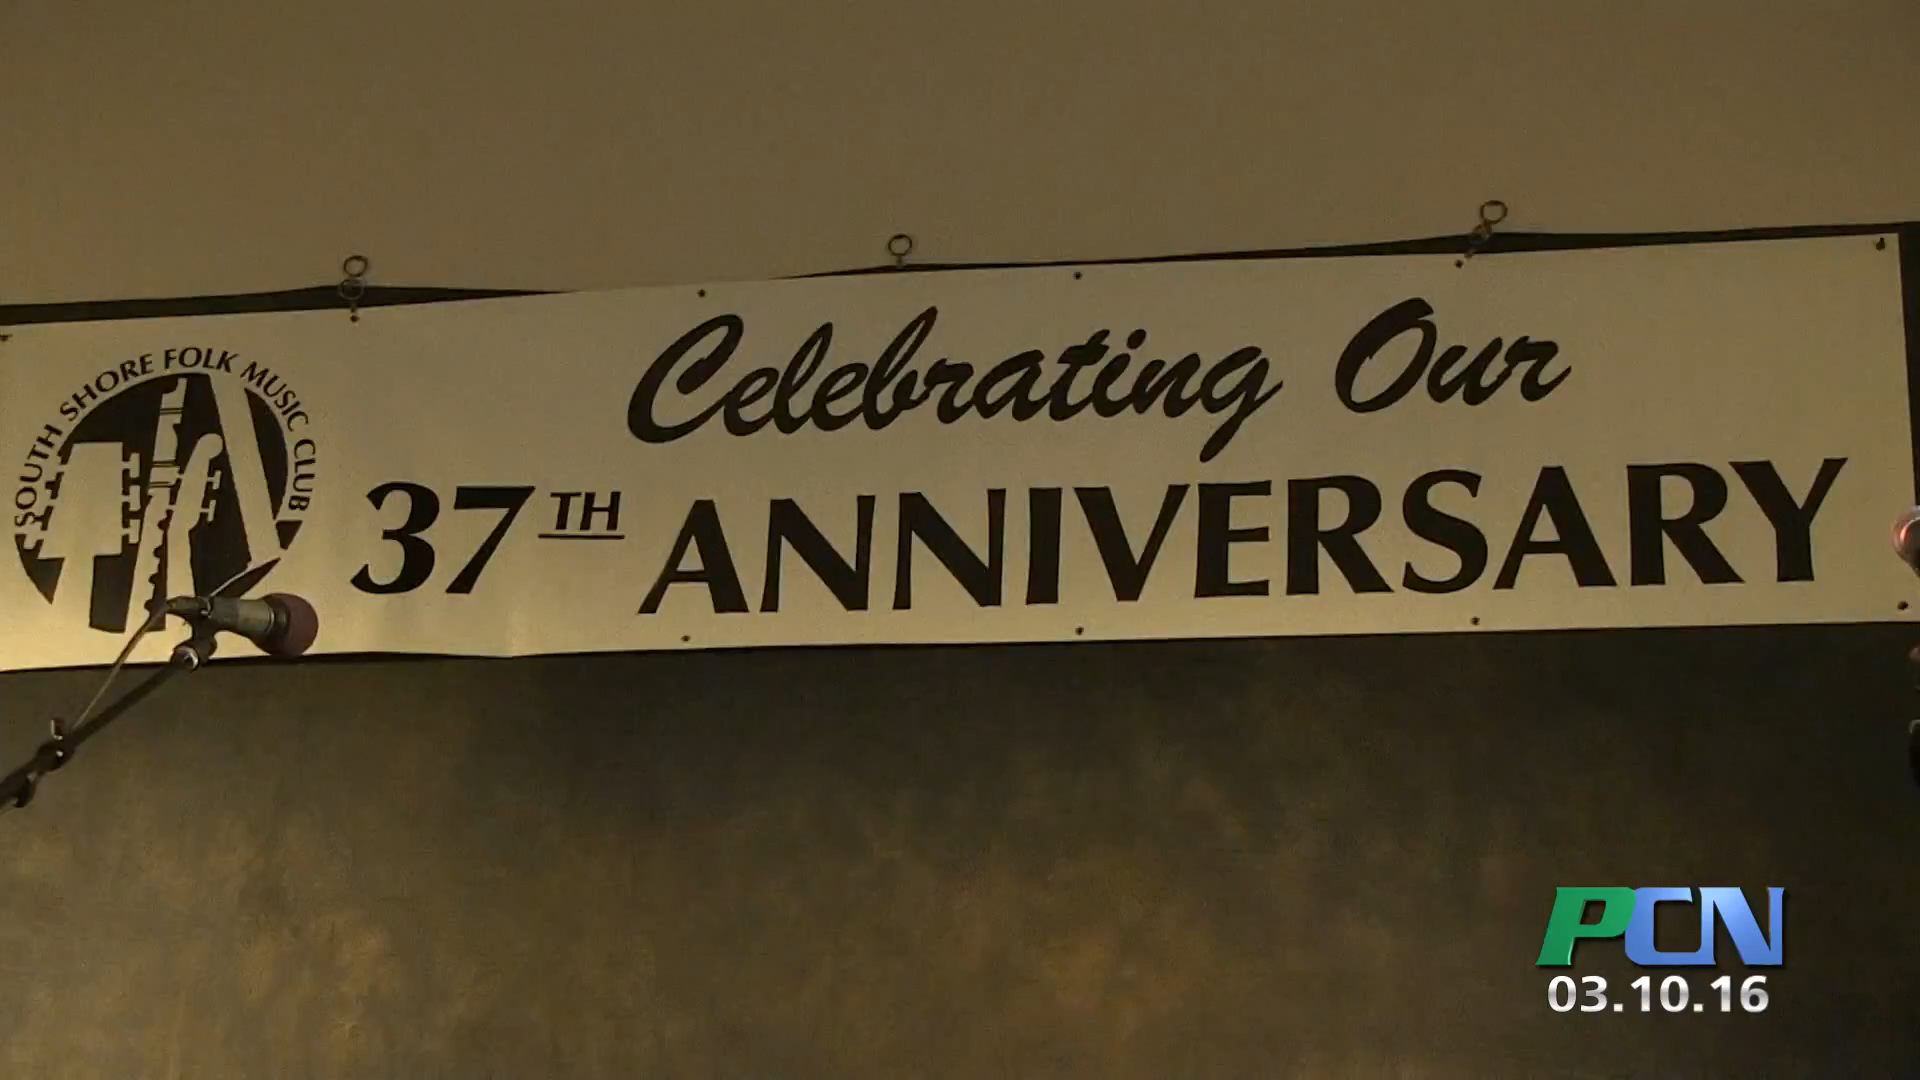 SOUTH SHORE FOLK MUSIC CLUB
Celebrating Our
37TH ANNIVERSARY
PCN
03.10.16